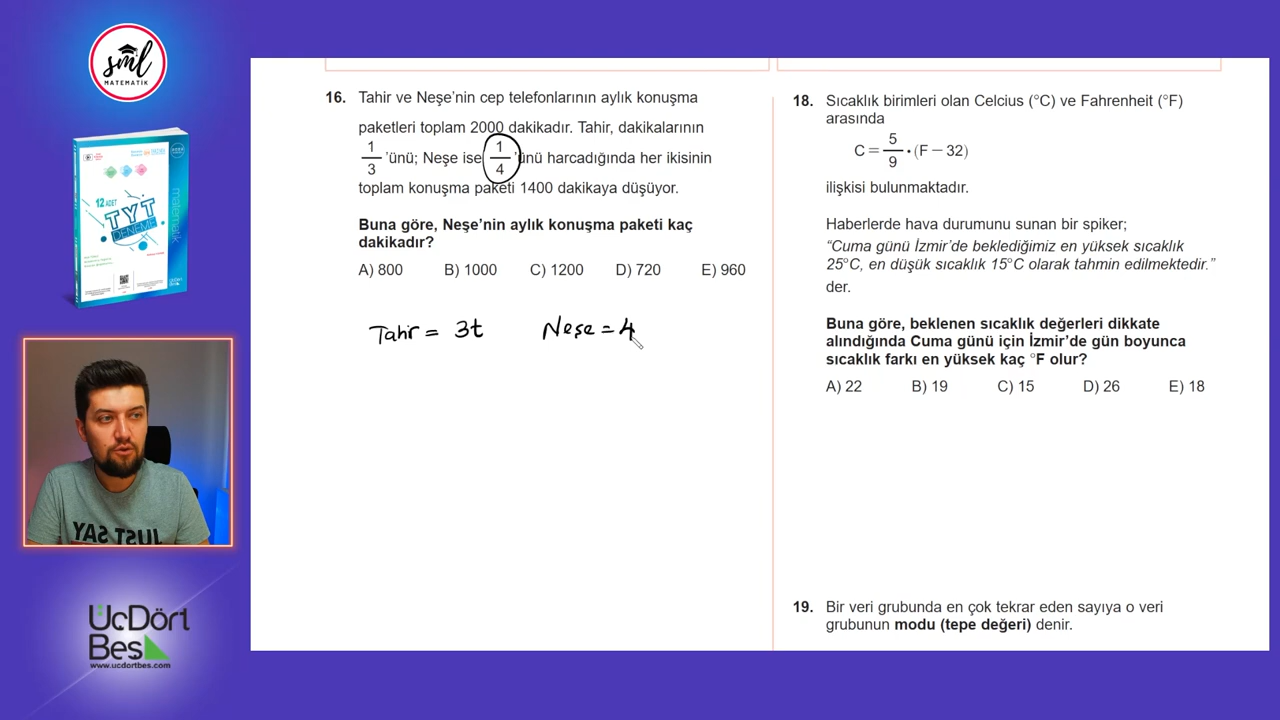 sml
MATEMATİK
12 ADET
TYT
DENEME
matematik
ÜçDört
Beş
www.ucdortbes.com
JUST SAY
16. Tahir ve Neşe’nin cep telefonlarının aylık konuşma
paketleri toplam 2000 dakikadır. Tahir, dakikalarının
1/3 ’ünü; Neşe ise 1/4 ’ünü harcadığında her ikisinin
toplam konuşma paketi 1400 dakikaya düşüyor.
Buna göre, Neşe’nin aylık konuşma paketi kaç
dakikadır?
A) 800 B) 1000 C) 1200 D) 720 E) 960
Tahir = 3t Neşe = 4
18. Sıcaklık birimleri olan Celcius (°C) ve Fahrenheit (°F)
arasında
C = 5/9 • (F – 32)
ilişkisi bulunmaktadır.
Haberlerde hava durumunu sunan bir spiker;
“Cuma günü İzmir’de beklediğimiz en yüksek sıcaklık
25°C, en düşük sıcaklık 15°C olarak tahmin edilmektedir.”
der.
Buna göre, beklenen sıcaklık değerleri dikkate
alındığında Cuma günü için İzmir’de gün boyunca
sıcaklık farkı en yüksek kaç °F olur?
A) 22 B) 19 C) 15 D) 26 E) 18
19. Bir veri grubunda en çok tekrar eden sayıya o veri
grubunun modu (tepe değeri) denir.